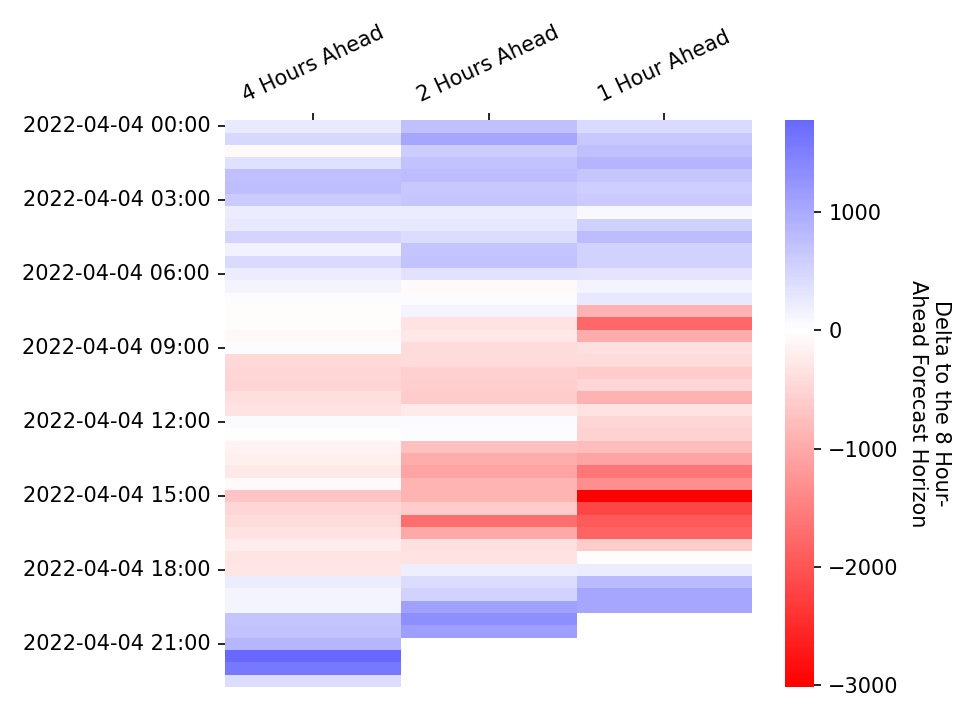 4 Hours Ahead
2 Hours Ahead
1 Hour Ahead
2022-04-04 00:00
2022-04-04 03:00
2022-04-04 06:00
2022-04-04 09:00
2022-04-04 12:00
2022-04-04 15:00
2022-04-04 18:00
2022-04-04 21:00
1000
0
−1000
−2000
−3000
Delta to the 8 Hour-
Ahead Forecast Horizon